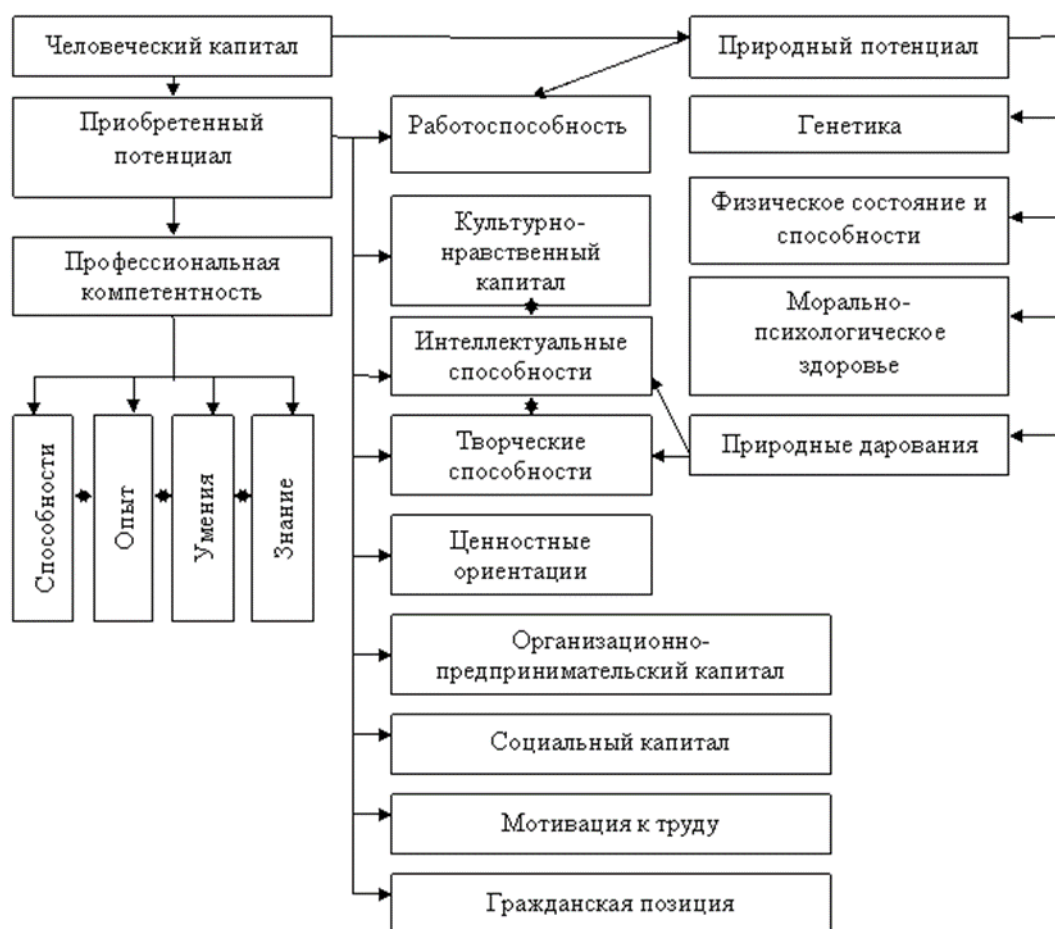 Человеческий капитал
Природный потенциал
Приобретенный
потенциал
Работоспособность
Генетика
Культурно-
нравственный
капитал
Физическое состояние и
способности
Профессиональная
компетентность
Интеллектуальные
способности
Морально-
психологическое
здоровье
Творческие
способности
Природные дарования
Способности
Опыт
Умения
Знание
Ценностные
ориентации
Организационно-
предпринимательский капитал
Социальный капитал
Мотивация к труду
Гражданская позиция